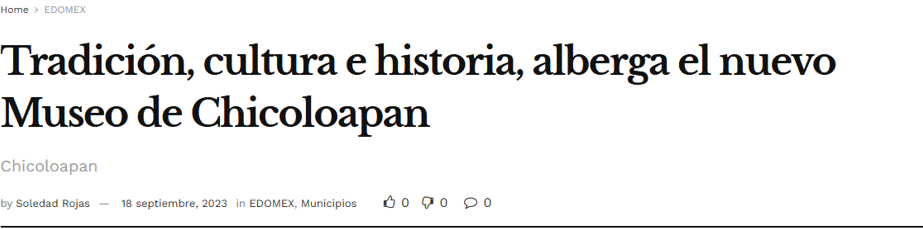 Home > EDOMEX
Tradición, cultura e historia, alberga el nuevo
Museo de Chicoloapan
Chicoloapan
by Soledad Rojas — 18 septiembre, 2023 in EDOMEX, Municipios 0 0 0